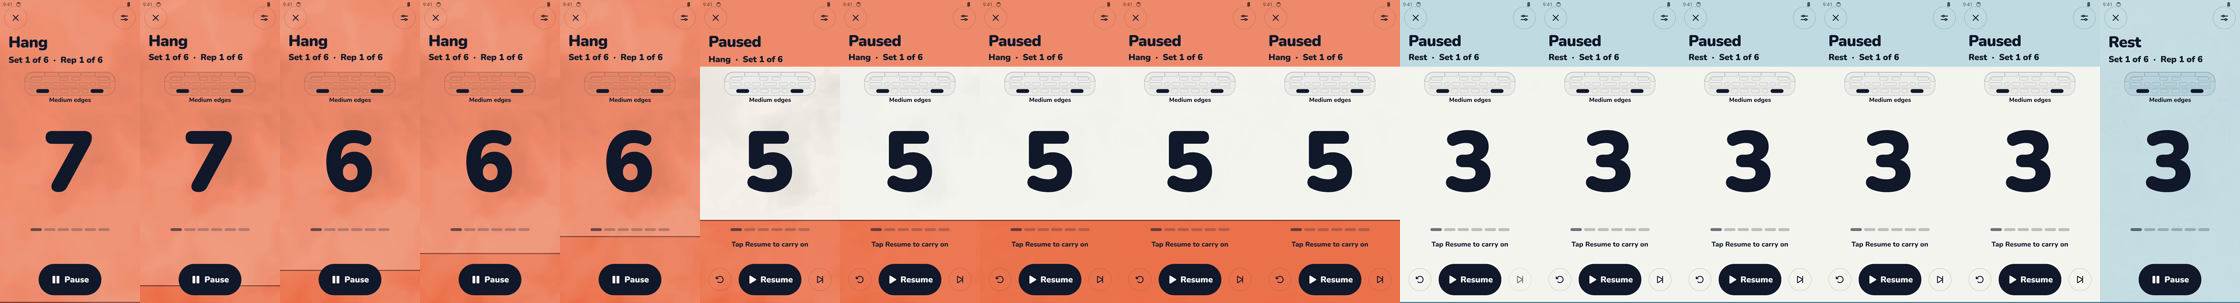 9:41
Hang
Set 1 of 6 · Rep 1 of 6
Medium edges
7
Pause
9:41
Hang
Set 1 of 6 · Rep 1 of 6
Medium edges
7
Pause
9:41
Hang
Set 1 of 6 · Rep 1 of 6
Medium edges
6
Pause
9:41
Hang
Set 1 of 6 · Rep 1 of 6
Medium edges
6
Pause
9:41
Hang
Set 1 of 6 · Rep 1 of 6
Medium edges
6
Pause
9:41
Paused
Hang · Set 1 of 6
Medium edges
5
Tap Resume to carry on
Resume
9:41
Paused
Hang · Set 1 of 6
Medium edges
5
Tap Resume to carry on
Resume
9:41
Paused
Hang · Set 1 of 6
Medium edges
5
Tap Resume to carry on
Resume
9:41
Paused
Hang · Set 1 of 6
Medium edges
5
Tap Resume to carry on
Resume
9:41
Paused
Hang · Set 1 of 6
Medium edges
5
Tap Resume to carry on
Resume
9:41
Paused
Rest · Set 1 of 6
Medium edges
3
Tap Resume to carry on
Resume
9:41
Paused
Rest · Set 1 of 6
Medium edges
3
Tap Resume to carry on
Resume
9:41
Paused
Rest · Set 1 of 6
Medium edges
3
Tap Resume to carry on
Resume
9:41
Paused
Rest · Set 1 of 6
Medium edges
3
Tap Resume to carry on
Resume
9:41
Paused
Rest · Set 1 of 6
Medium edges
3
Tap Resume to carry on
Resume
9:41
Rest
Set 1 of 6 · Rep 1 of 6
Medium edges
3
Pause